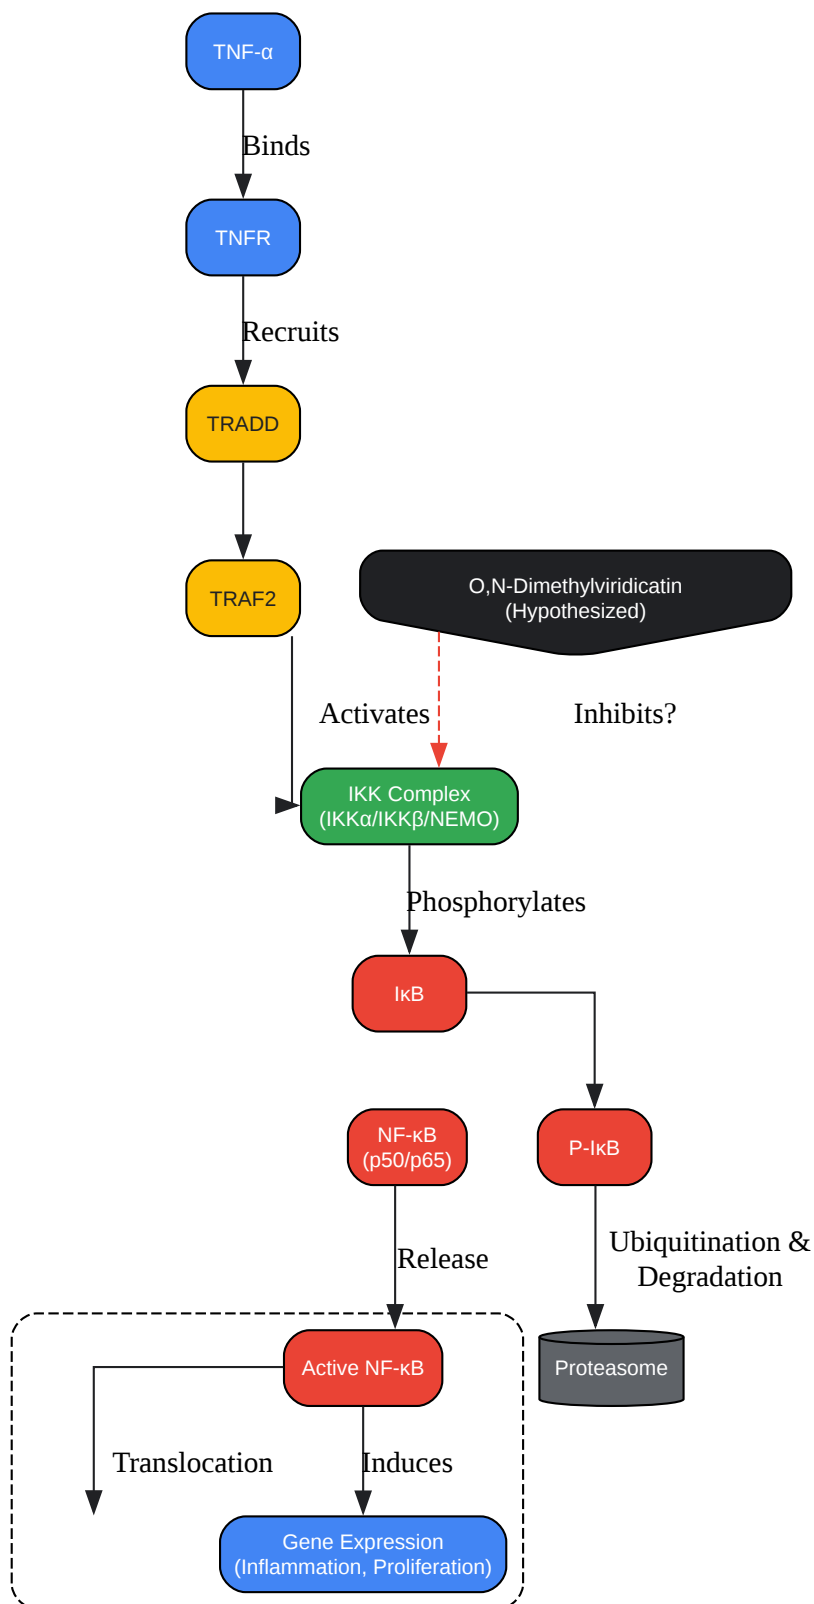 TNF-α
Binds
TNFR
Recruits
TRADD
TRAF2
O,N-Dimethylviridicatin
(Hypothesized)
Activates
Inhibits?
IKK Complex
(IKKα/IKKβ/NEMO)
Phosphorylates
IκB
NF-κB
(p50/p65)
P-IκB
Release
Ubiquitination &
Degradation
Active NF-κB
Proteasome
Translocation
Induces
Gene Expression
(Inflammation, Proliferation)